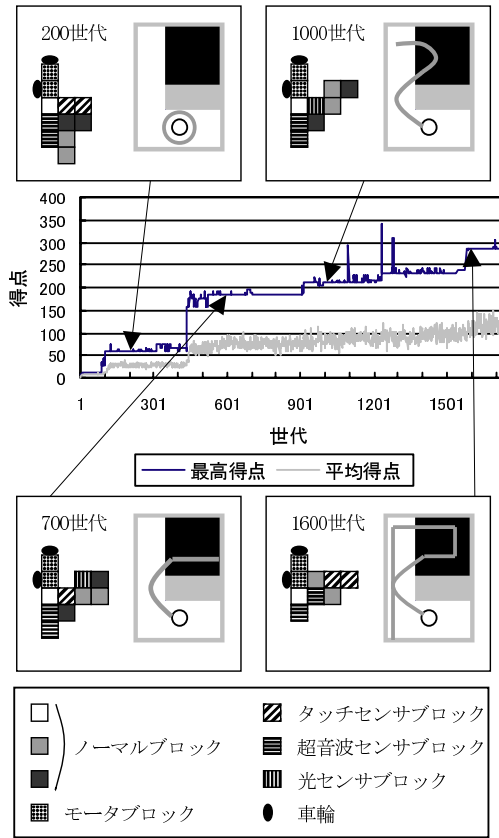 200世代
1000世代
400
350
300
250
200
150
100
50
0
得点
1 301 601 901 1201 1501
世代
最高得点 平均得点
700世代
1600世代
ノーマルブロック
モータブロック
タッチセンサブロック
超音波センサブロック
光センサブロック
車輪